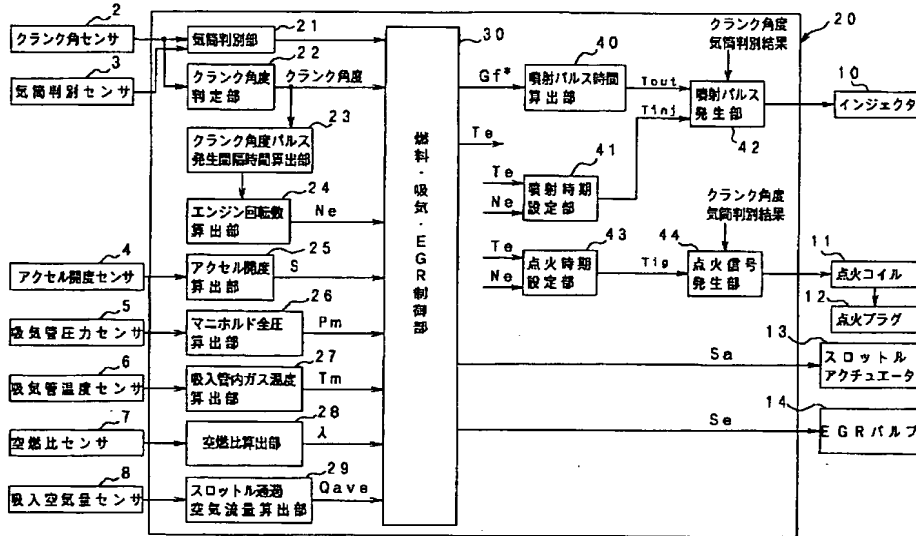 2
クランク角センサ
3
気筒判別センサ
4
アクセル開度センサ
5
吸気管圧力センサ
6
吸気管温度センサ
7
空燃比センサ
8
吸入空気量センサ
21
気筒判別部
22
クランク角度
判定部
クランク角度
23
クランク角度パルス
発生間隔時間算出部
24
エンジン回転数
算出部
Ne
25
アクセル開度
算出部
S
26
マニホルド全圧
算出部
Pm
27
吸入管内ガス温度
算出部
Tm
28
空燃比算出部
λ
29
スロットル通過
空気流量算出部
Qave
30
燃料・吸気・EGR制御部
Gf*
Te
40
噴射パルス時間
算出部
Tout
Te
Ne
41
噴射時期
設定部
Tinj
クランク角度
気筒判別結果
噴射パルス
発生部
42
Te
Ne
43
点火時期
設定部
Tig
クランク角度
気筒判別結果
44
点火信号
発生部
Sa
Se
20
10
インジェクタ
11
点火コイル
12
点火プラグ
13
スロットル
アクチュエータ
14
EGRバルブ